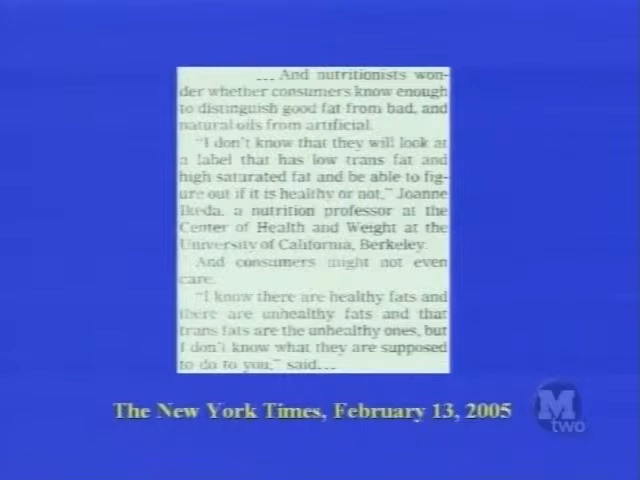 ... And nutritionists won-
der whether consumers know enough
to distinguish good fat from bad, and
natural oils from artificial.
"I don't know that they will look at
a label that has low trans fat and
high saturated fat and be able to fig-
ure out if it is healthy or not," Joanne
Ikeda, a nutrition professor at the
Center of Health and Weight at the
University of California, Berkeley.
And consumers might not even
care.
"I know there are healthy fats and
there are unhealthy fats and that
trans fats are the unhealthy ones, but
I don't know what they are supposed
to do to you," said...
The New York Times, February 13, 2005
M
two